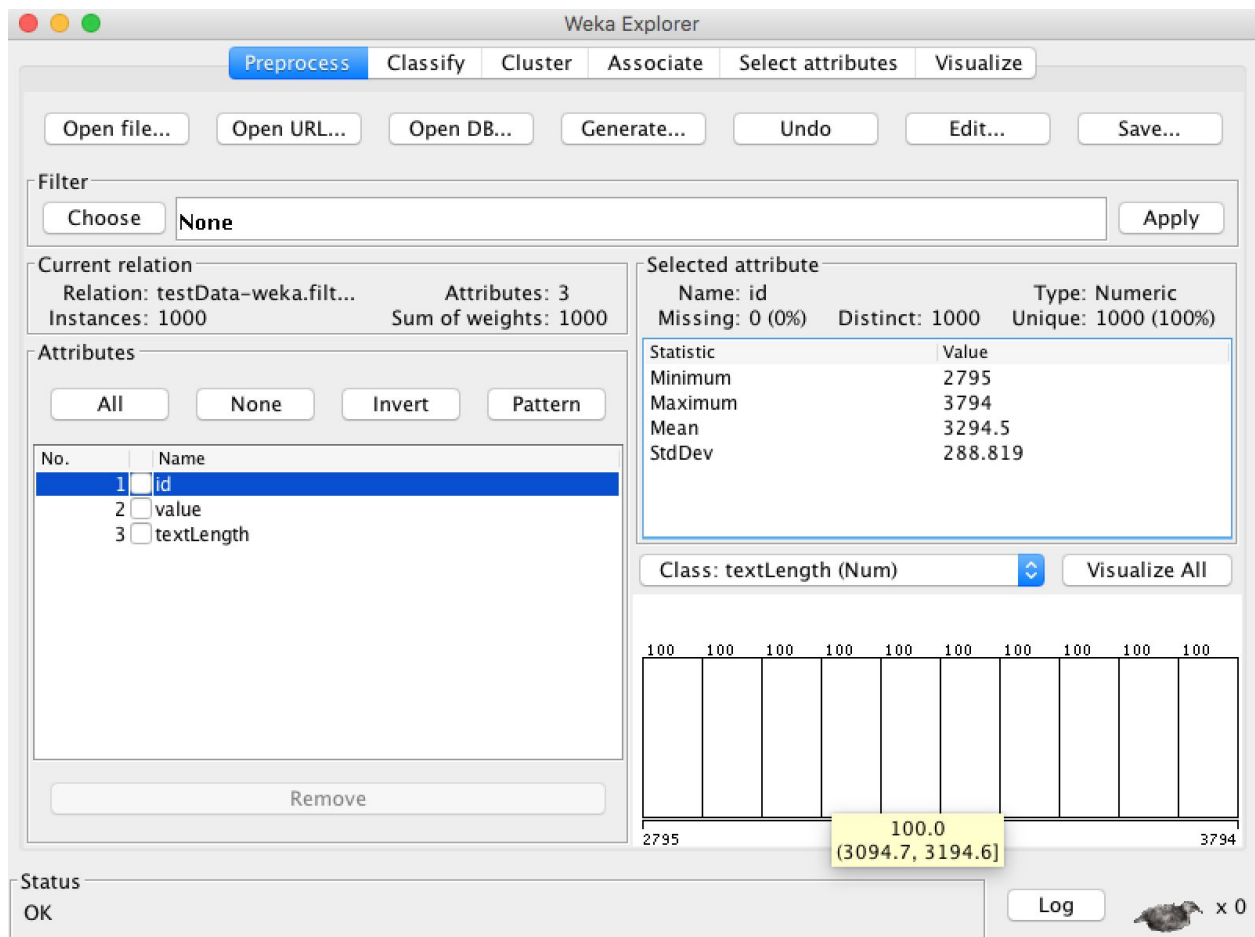 Weka Explorer
Preprocess Classify Cluster Associate Select attributes Visualize
Open file... Open URL... Open DB... Generate... Undo Edit... Save...
Filter
Choose None Apply
Current relation
Relation: testData-weka.filt... Attributes: 3
Instances: 1000 Sum of weights: 1000
Selected attribute
Name: id Type: Numeric
Missing: 0 (0%) Distinct: 1000 Unique: 1000 (100%)
Attributes
All None Invert Pattern
No. Name
1 id
2 value
3 textLength
Remove
Statistic Value
Minimum 2795
Maximum 3794
Mean 3294.5
StdDev 288.819
Class: textLength (Num) Visualize All
100 100 100 100 100 100 100 100 100 100
2795 3794
100.0
(3094.7, 3194.6]
Status
OK
Log x 0